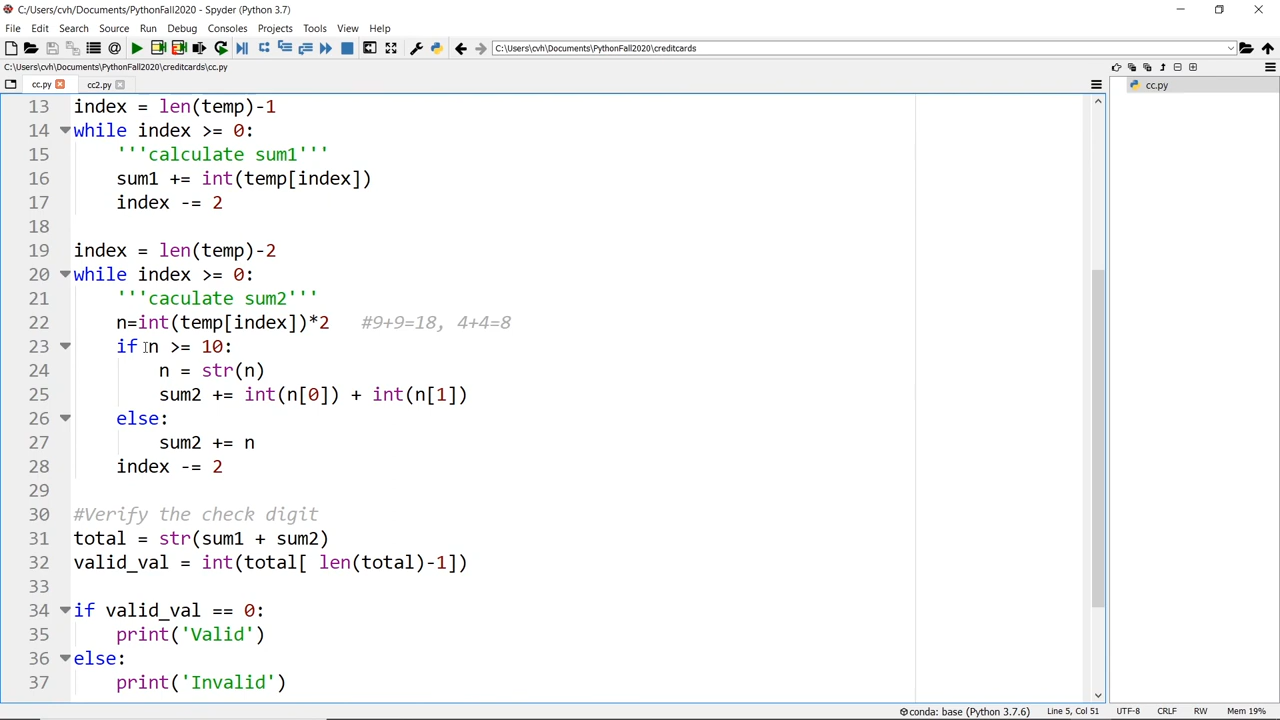 C:/Users/cvh/Documents/PythonFall2020 - Spyder (Python 3.7)
File Edit Search Source Run Debug Consoles Projects Tools View Help
C:\Users\cvh\Documents\PythonFall2020\creditcards
C:\Users\cvh\Documents\PythonFall2020\creditcards\cc.py
cc.py cc2.py cc.py
13 index = len(temp)-1
14 while index >= 0:
15 '''calculate sum1'''
16 sum1 += int(temp[index])
17 index -= 2
18
19 index = len(temp)-2
20 while index >= 0:
21 '''caculate sum2'''
22 n=int(temp[index])*2 #9+9=18, 4+4=8
23 if n >= 10:
24 n = str(n)
25 sum2 += int(n[0]) + int(n[1])
26 else:
27 sum2 += n
28 index -= 2
29
30 #Verify the check digit
31 total = str(sum1 + sum2)
32 valid_val = int(total[ len(total)-1])
33
34 if valid_val == 0:
35 print('Valid')
36 else:
37 print('Invalid')
conda: base (Python 3.7.6) Line 5, Col 51 UTF-8 CRLF RW Mem 19%